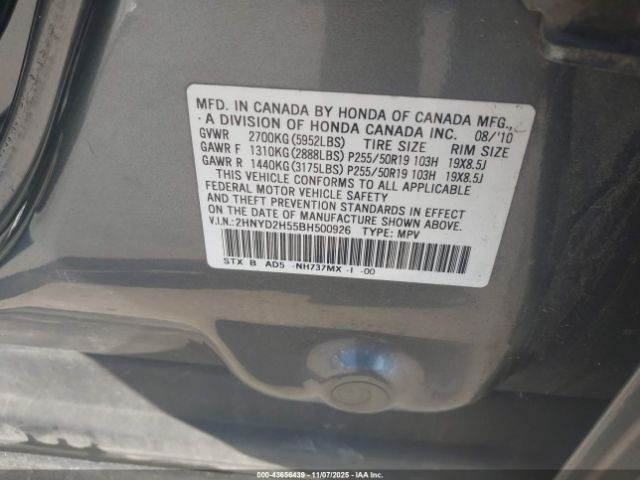 MFD. IN CANADA BY HONDA OF CANADA MFG.,
A DIVISION OF HONDA CANADA INC. 08/'10
GVWR 2700KG(5952LBS) TIRE SIZE RIM SIZE
GAWR F 1310KG(2888LBS) P255/50R19 103H 19X8.5J
GAWR R 1440KG(3175LBS) P255/50R19 103H 19X8.5J
THIS VEHICLE CONFORMS TO ALL APPLICABLE
FEDERAL MOTOR VEHICLE SAFETY
AND THEFT PREVENTION STANDARDS IN EFFECT
ON THE DATE OF MANUFACTURE SHOWN ABOVE.
V.I.N.:2HNYD2H55BH500926 TYPE: MPV
STX B AD5 -NH737MX -I -00
000-43656439 - 11/07/2025 - IAAI.COM